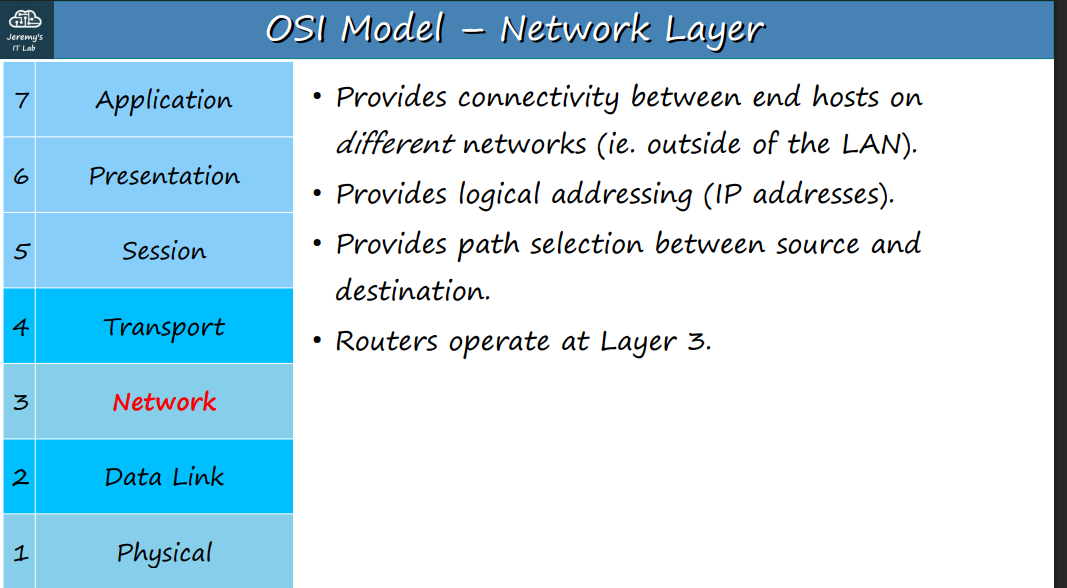 Jeremy's
IT Lab
OSI Model – Network Layer
7 Application
6 Presentation
5 Session
4 Transport
3 Network
2 Data Link
1 Physical
• Provides connectivity between end hosts on
different networks (ie. outside of the LAN).
• Provides logical addressing (IP addresses).
• Provides path selection between source and
destination.
• Routers operate at Layer 3.